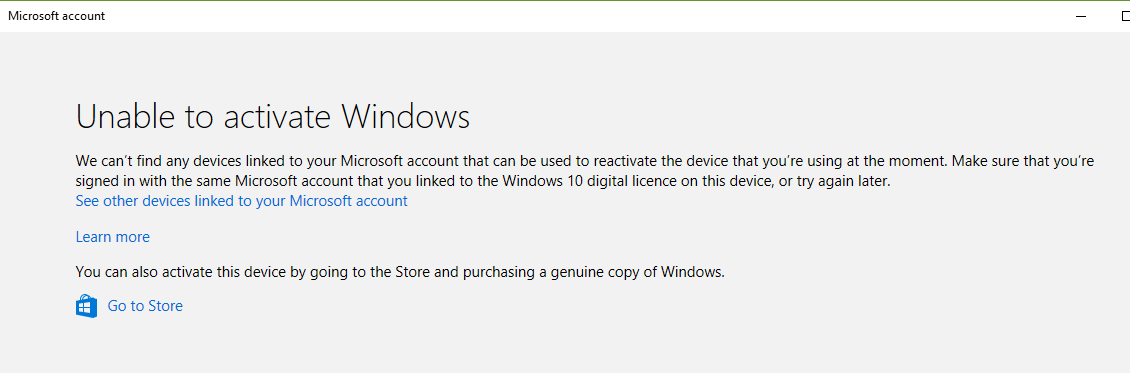 Microsoft account
Unable to activate Windows
We can't find any devices linked to your Microsoft account that can be used to reactivate the device that you're using at the moment. Make sure that you're
signed in with the same Microsoft account that you linked to the Windows 10 digital licence on this device, or try again later.
See other devices linked to your Microsoft account
Learn more
You can also activate this device by going to the Store and purchasing a genuine copy of Windows.
Go to Store